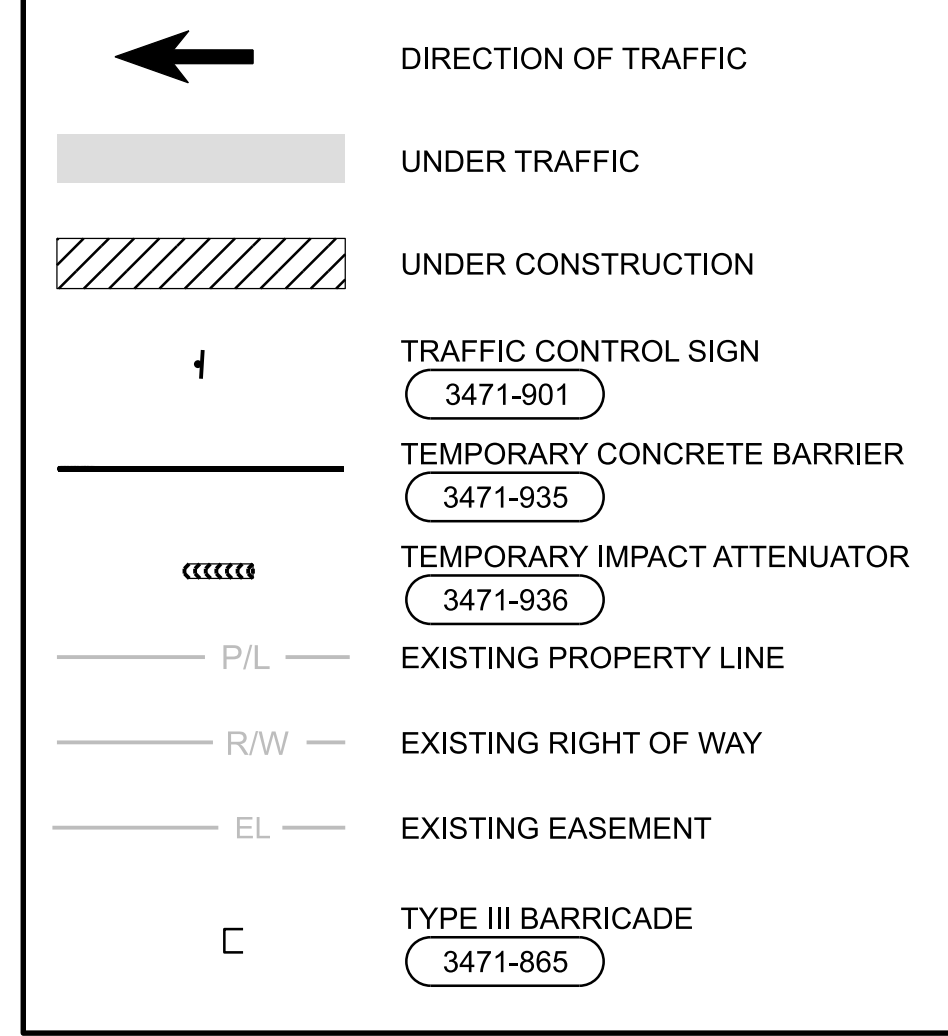 DIRECTION OF TRAFFIC
UNDER TRAFFIC
UNDER CONSTRUCTION
TRAFFIC CONTROL SIGN
3471-901
TEMPORARY CONCRETE BARRIER
3471-935
TEMPORARY IMPACT ATTENUATOR
3471-936
P/L EXISTING PROPERTY LINE
R/W EXISTING RIGHT OF WAY
EL EXISTING EASEMENT
TYPE III BARRICADE
3471-865